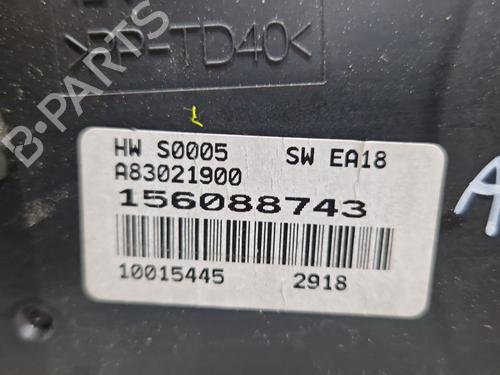 >PP-TD40<
HW S0005 SW EA18
A83021900
156088743
10015445 2918
A
B-PARTS